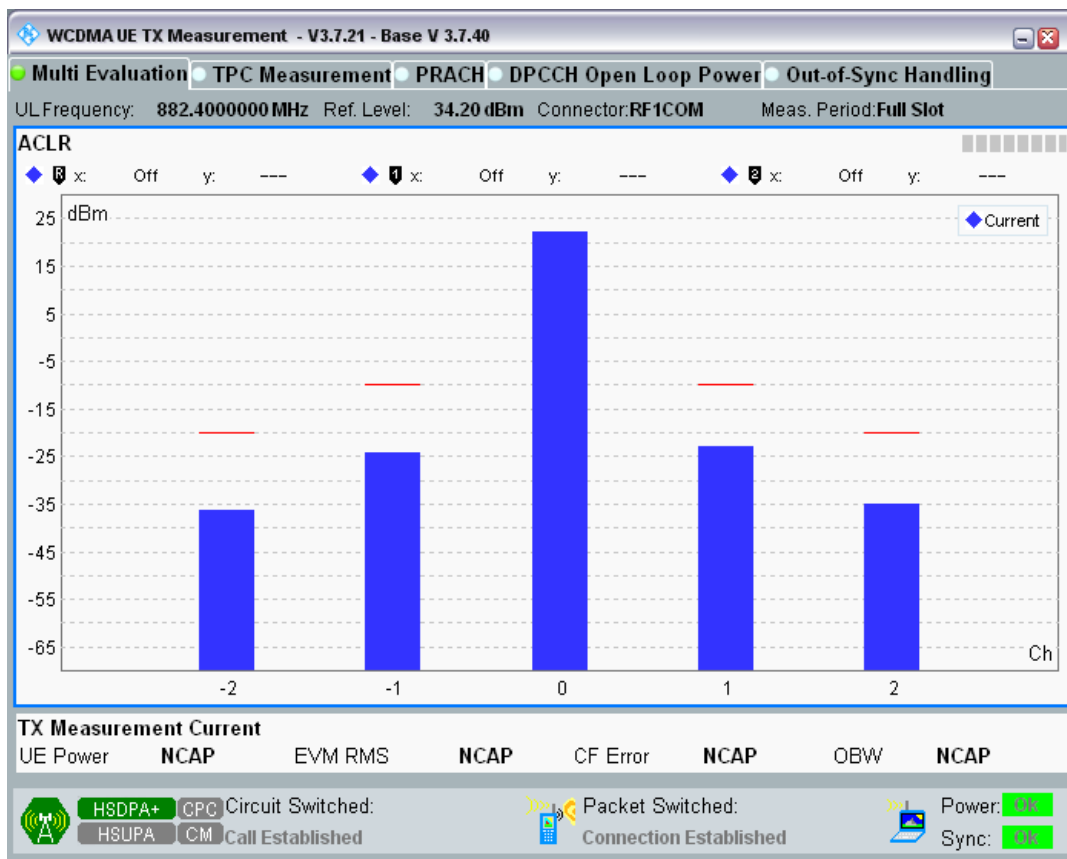 WCDMA UE TX Measurement - V3.7.21 - Base V 3.7.40
Multi Evaluation TPC Measurement PRACH DPCCH Open Loop Power Out-of-Sync Handling
UL Frequency: 882.4000000 MHz Ref. Level: 34.20 dBm Connector:RF1COM Meas. Period:Full Slot
ACLR
R x: Off y: --- 1 x: Off y: --- 2 x: Off y: ---
dBm
Current
25
15
5
-5
-15
-25
-35
-45
-55
-65
Ch
-2 -1 0 1 2
TX Measurement Current
UE Power NCAP EVM RMS NCAP CF Error NCAP OBW NCAP
HSDPA+ CPC Circuit Switched: Packet Switched: Power: OK
HSUPA CM Call Established Connection Established Sync: OK